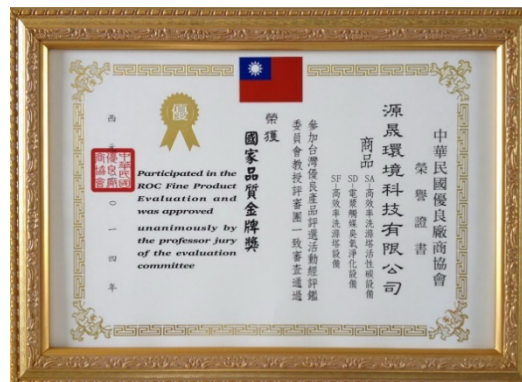 中華民國優良廠商協會
榮譽證書
源晟環境科技有限公司
商品
SA-高效率洗滌塔活性碳設備
SD-電漿觸媒臭氣淨化設備
SF-高效率洗滌塔設備
參加台灣優良產品評選活動經評鑑
委員會教授評審團一致審查通過
榮獲
國家品質金牌獎
優
Participated in the
ROC Fine Product
Evaluation and
was approved
unanimously by
the professor jury
of the evaluation
committee
西元二〇一四年